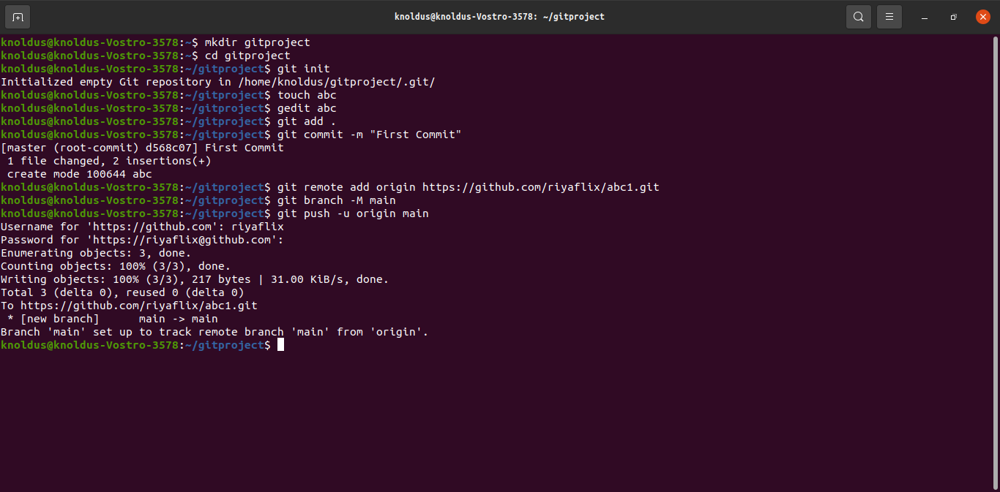 knoldus@knoldus-Vostro-3578: ~/gitproject
knoldus@knoldus-Vostro-3578:~$ mkdir gitproject
knoldus@knoldus-Vostro-3578:~$ cd gitproject
knoldus@knoldus-Vostro-3578:~/gitproject$ git init
Initialized empty Git repository in /home/knoldus/gitproject/.git/
knoldus@knoldus-Vostro-3578:~/gitproject$ touch abc
knoldus@knoldus-Vostro-3578:~/gitproject$ gedit abc
knoldus@knoldus-Vostro-3578:~/gitproject$ git add .
knoldus@knoldus-Vostro-3578:~/gitproject$ git commit -m "First Commit"
[master (root-commit) d568c07] First Commit
 1 file changed, 2 insertions(+)
 create mode 100644 abc
knoldus@knoldus-Vostro-3578:~/gitproject$ git remote add origin https://github.com/riyaflix/abc1.git
knoldus@knoldus-Vostro-3578:~/gitproject$ git branch -M main
knoldus@knoldus-Vostro-3578:~/gitproject$ git push -u origin main
Username for 'https://github.com': riyaflix
Password for 'https://riyaflix@github.com':
Enumerating objects: 3, done.
Counting objects: 100% (3/3), done.
Writing objects: 100% (3/3), 217 bytes | 31.00 KiB/s, done.
Total 3 (delta 0), reused 0 (delta 0)
To https://github.com/riyaflix/abc1.git
 * [new branch]      main -> main
Branch 'main' set up to track remote branch 'main' from 'origin'.
knoldus@knoldus-Vostro-3578:~/gitproject$